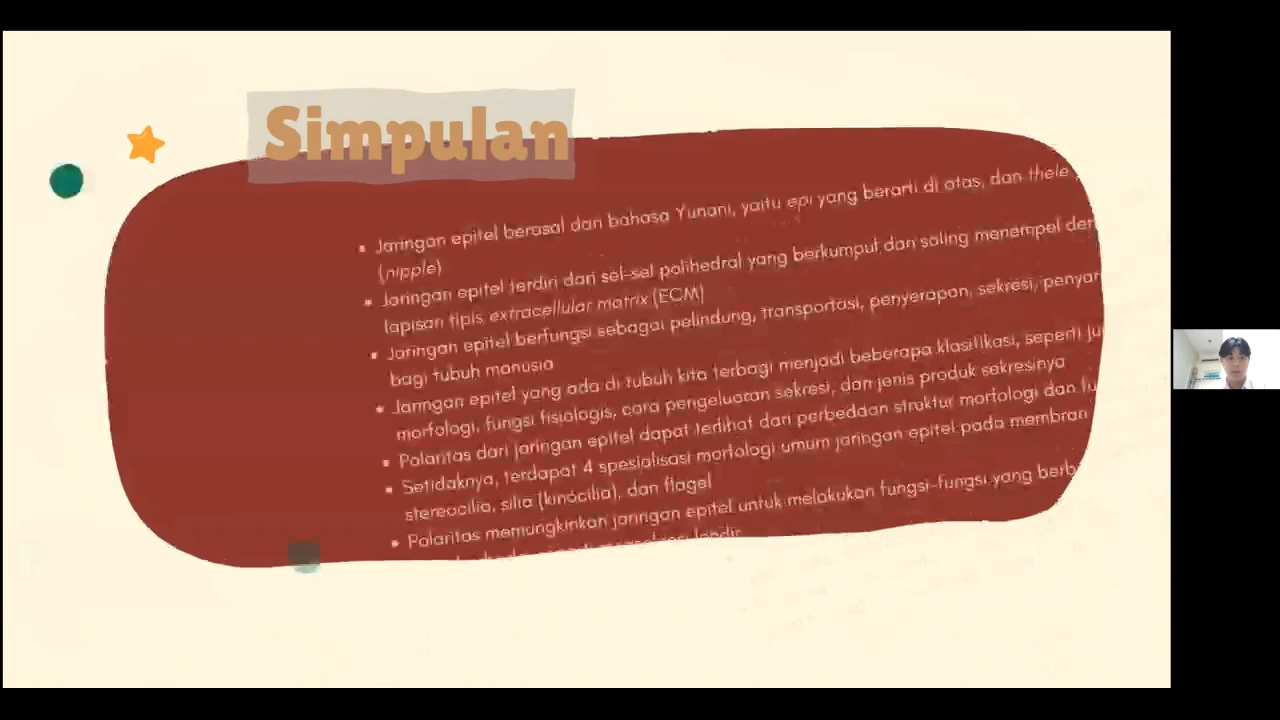 Simpulan
Jaringan epitel berasal dari bahasa Yunani, yaitu epi yang berarti di atas, dan thele
(nipple)
Jaringan epitel terdiri dari sel-sel polihedral yang berkumpul dan saling menempel
lapisan tipis extracellular matrix (ECM)
Jaringan epitel berfungsi sebagai pelindung, transportasi, penyerapan, sekresi,
bagi tubuh manusia
Jaringan epitel yang ada di tubuh kita terbagi menjadi beberapa klasifikasi, seperti
morfologi, fungsi fisiologis, cara pengeluaran sekresi, dan jenis produk sekresinya
Polaritas dari jaringan epitel dapat terlihat dari perbedaan struktur morfologi dan
Setidaknya, terdapat 4 spesialisasi morfologi umum jaringan epitel pada membran
stereocilia, silia (kinocilia), dan flagel
Polaritas memungkinkan jaringan epitel untuk melakukan fungsi-fungsi yang